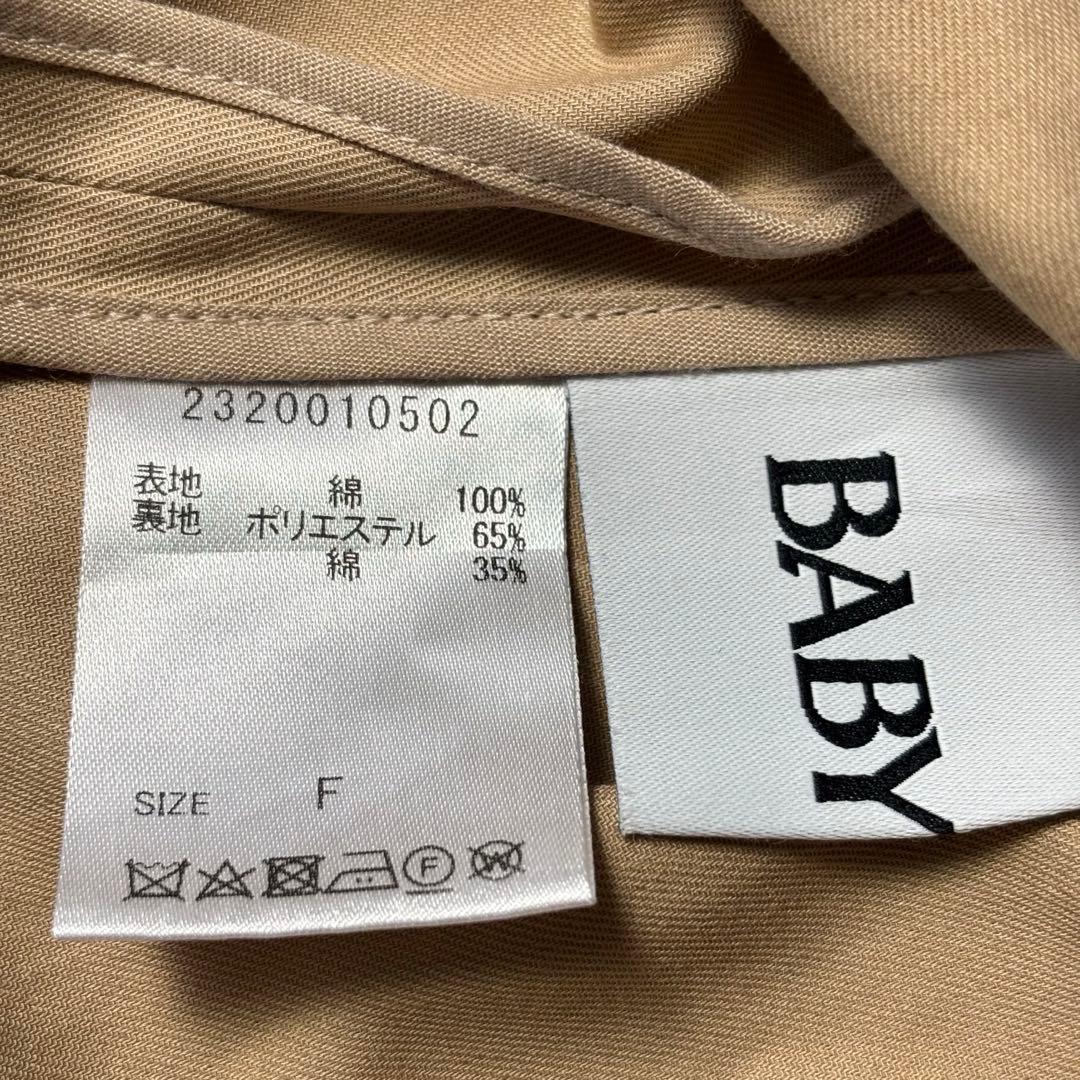 2320010502
表地 綿 100%
裏地 ポリエステル 65%
綿 35%
SIZE F
F W
BABY